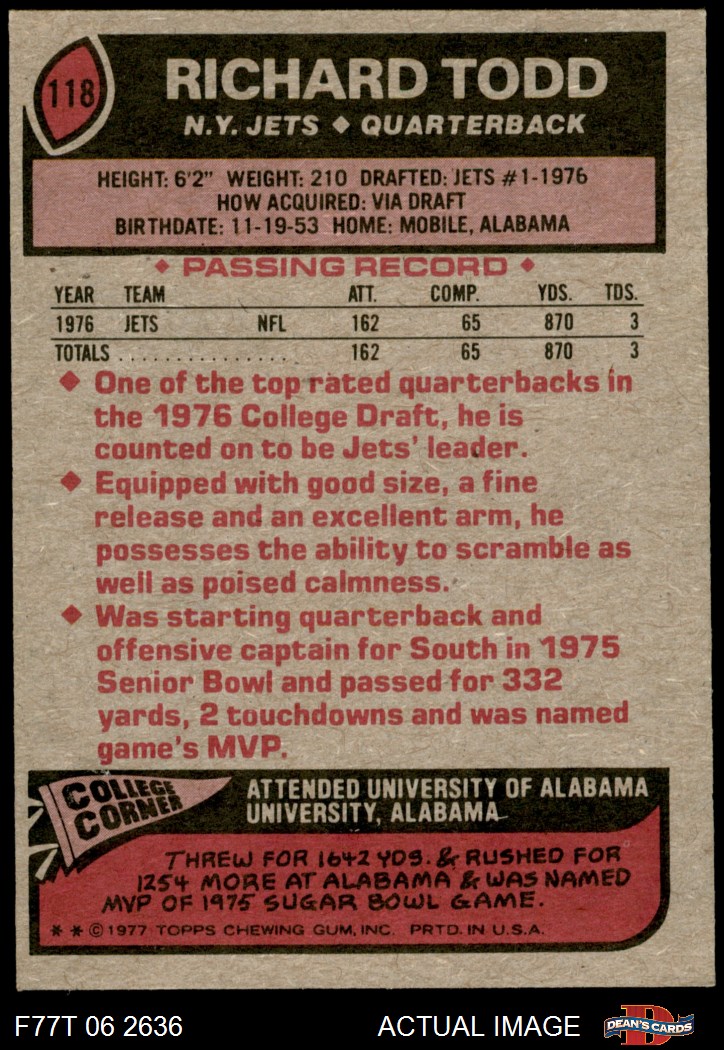 118
RICHARD TODD
N.Y. JETS ◆ QUARTERBACK
HEIGHT: 6'2" WEIGHT: 210 DRAFTED: JETS #1-1976
HOW ACQUIRED: VIA DRAFT
BIRTHDATE: 11-19-53 HOME: MOBILE, ALABAMA
◆ PASSING RECORD ◆
YEAR TEAM ATT. COMP. YDS. TDS.
1976 JETS NFL 162 65 870 3
TOTALS . . . . . . . . . . . . . . . . 162 65 870 3
◆ One of the top rated quarterbacks in
the 1976 College Draft, he is
counted on to be Jets' leader.
◆ Equipped with good size, a fine
release and an excellent arm, he
possesses the ability to scramble as
well as poised calmness.
◆ Was starting quarterback and
offensive captain for South in 1975
Senior Bowl and passed for 332
yards, 2 touchdowns and was named
game's MVP.
COLLEGE
CORNER
ATTENDED UNIVERSITY OF ALABAMA
UNIVERSITY, ALABAMA
THREW FOR 1642 YDS. & RUSHED FOR
1254 MORE AT ALABAMA & WAS NAMED
MVP OF 1975 SUGAR BOWL GAME.
* * © 1977 TOPPS CHEWING GUM, INC. PRTD. IN U.S.A.
F77T 06 2636 ACTUAL IMAGE D DEAN'S CARDS